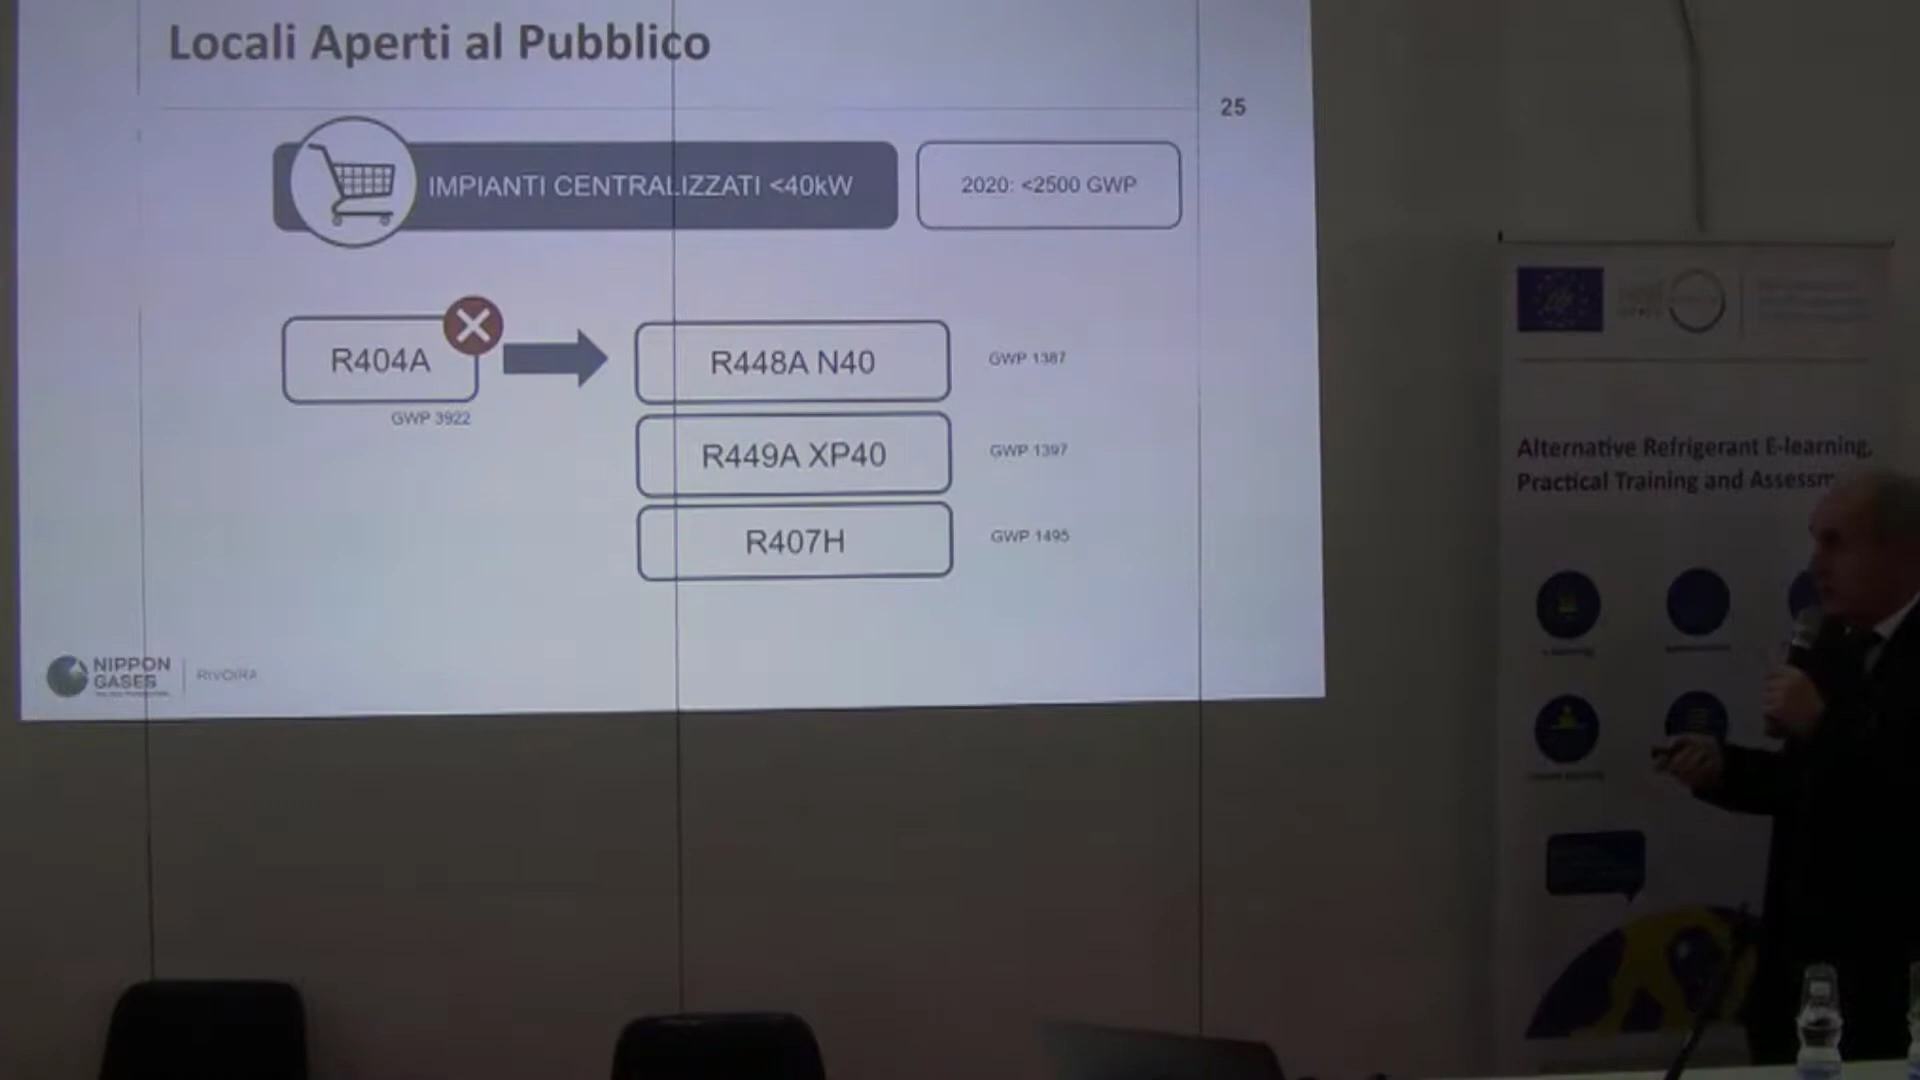 Locali Aperti al Pubblico
25
IMPIANTI CENTRALIZZATI <40kW
2020: <2500 GWP
R404A
GWP 3922
R448A N40
GWP 1387
R449A XP40
GWP 1397
R407H
GWP 1495
NIPPON
GASES
RIVOIRA
Alternative Refrigerant E-learning,
Practical Training and Assessm